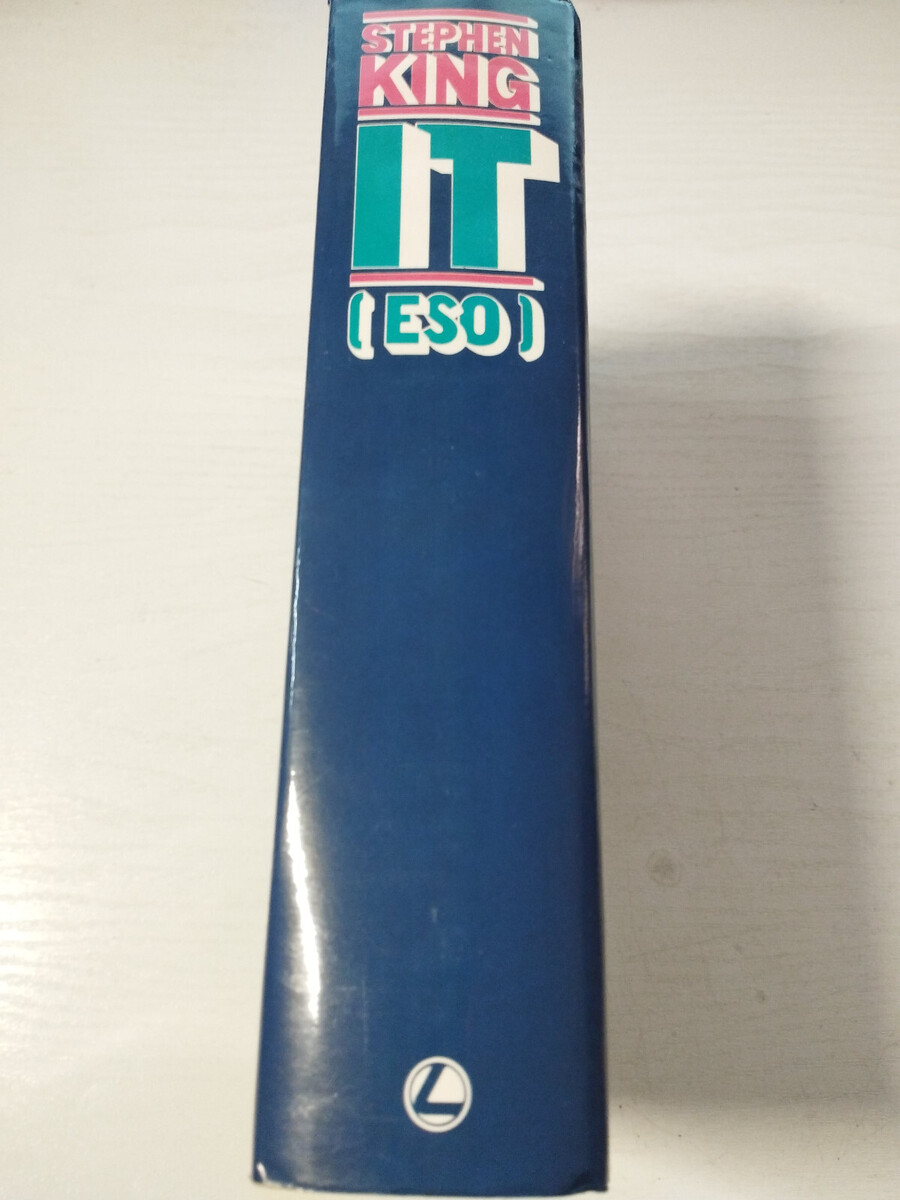 STEPHEN
KING
IT
(ESO)
L